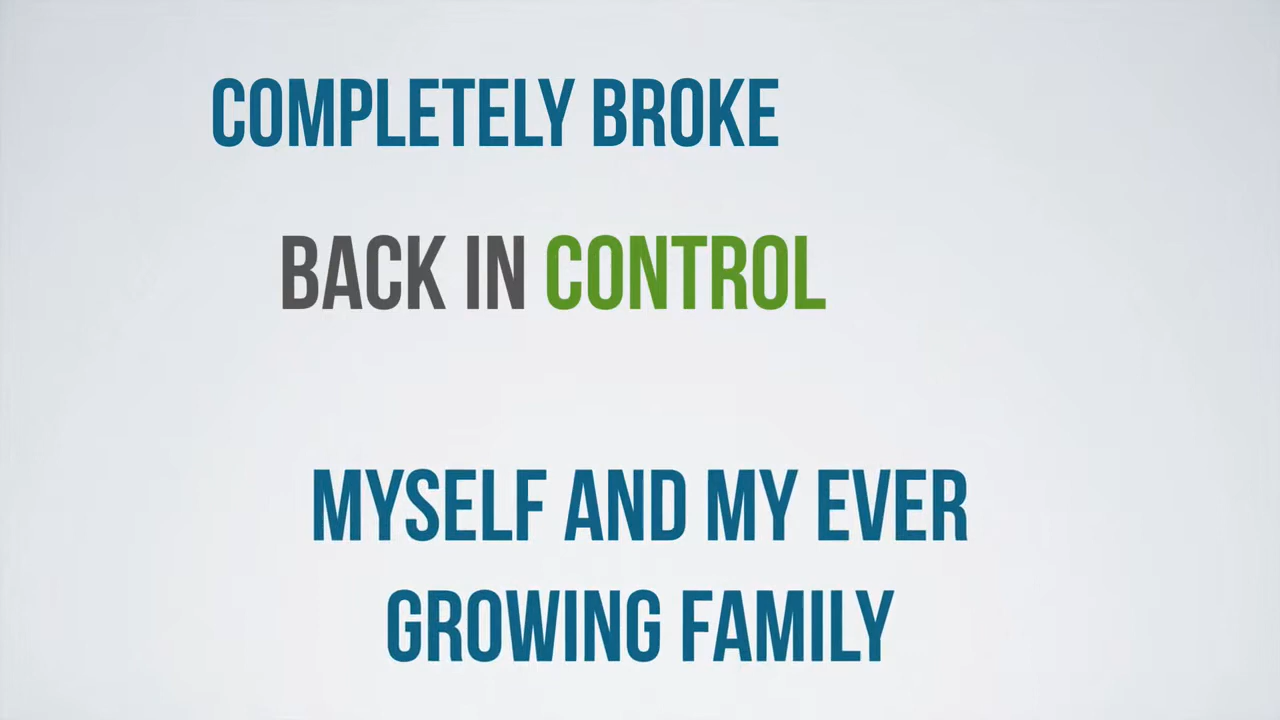 COMPLETELY BROKE
BACK IN CONTROL
MYSELF AND MY EVER
GROWING FAMILY